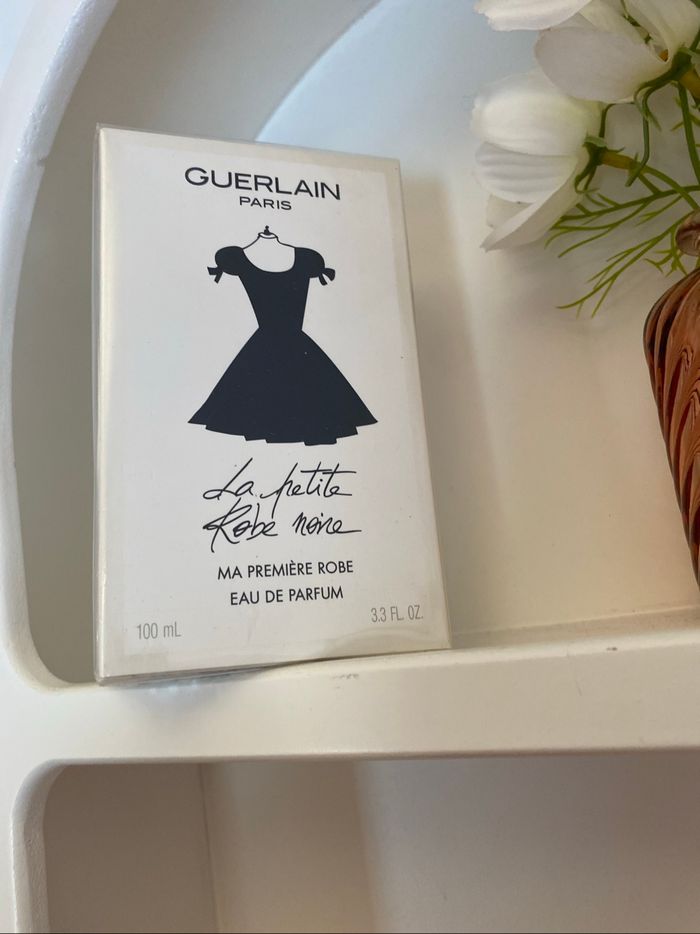 GUERLAIN
PARIS
La petite
Robe noire
MA PREMIÈRE ROBE
EAU DE PARFUM
100 mL
3.3 FL. OZ.